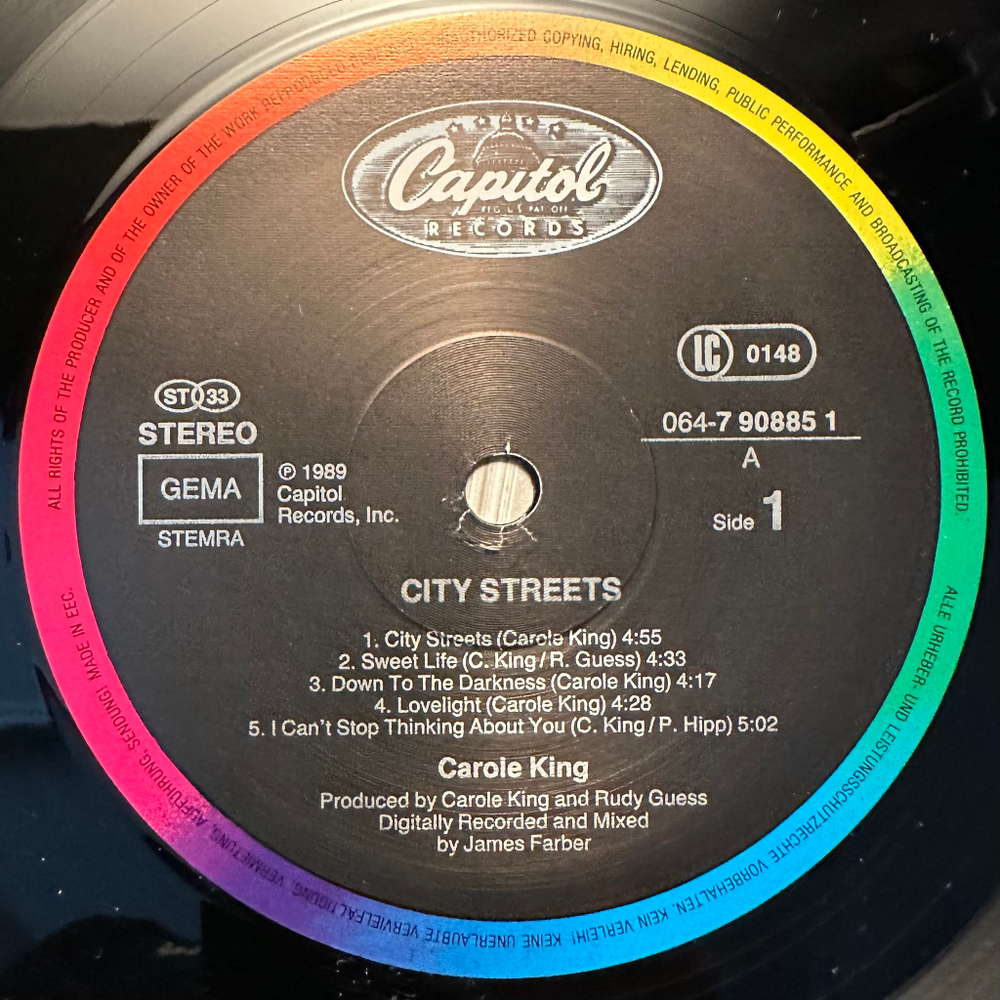 ALL RIGHTS OF THE PRODUCER AND OF THE OWNER OF THE WORK REPRODUCED AUTHORIZED COPYING, HIRING, LENDING, PUBLIC PERFORMANCE AND BROADCASTING OF THE RECORD PROHIBITED.
Capitol
REG. U.S. PAT. OFF.
RECORDS
LC 0148
ST 33
STEREO
GEMA
STEMRA
℗ 1989
Capitol
Records, Inc.
064-7 90885 1
A
Side 1
CITY STREETS
1. City Streets (Carole King) 4:55
2. Sweet Life (C. King/R. Guess) 4:33
3. Down To The Darkness (Carole King) 4:17
4. Lovelight (Carole King) 4:28
5. I Can't Stop Thinking About You (C. King/P. Hipp) 5:02
Carole King
Produced by Carole King and Rudy Guess
Digitally Recorded and Mixed
by James Farber
ALLE URHEBER- UND LEISTUNGSSCHUTZRECHTE VORBEHALTEN. KEIN VERLEIH! KEINE UNERLAUBTE VERVIELFÄLTIGUNG, VERMIETUNG, AUFFÜHRUNG, SENDUNG! MADE IN EEC.